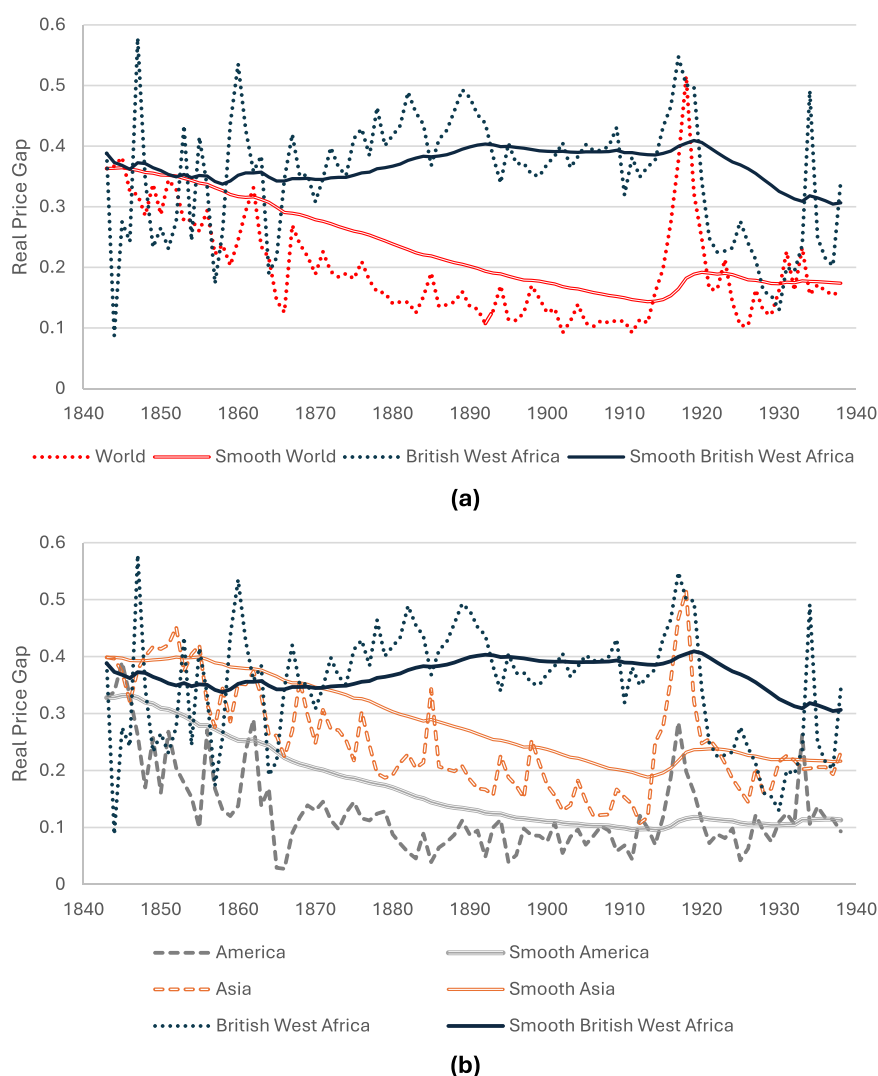 0.6
0.5
0.4
0.3
0.2
0.1
0
Real Price Gap
1840 1850 1860 1870 1880 1890 1900 1910 1920 1930 1940
World Smooth World British West Africa Smooth British West Africa
(a)
0.6
0.5
0.4
0.3
0.2
0.1
0
Real Price Gap
1840 1850 1860 1870 1880 1890 1900 1910 1920 1930 1940
America Smooth America
Asia Smooth Asia
British West Africa Smooth British West Africa
(b)